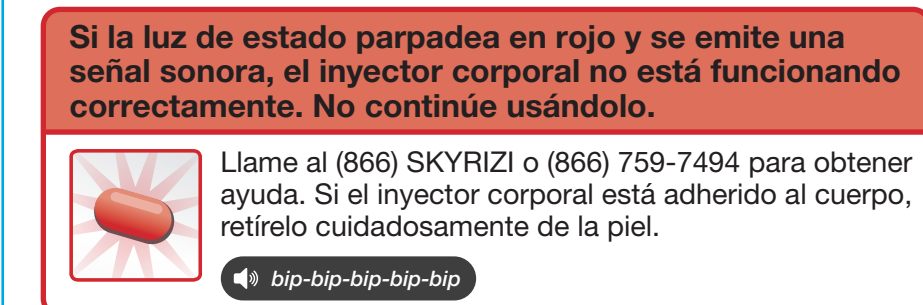 Si la luz de estado parpadea en rojo y se emite una
señal sonora, el inyector corporal no está funcionando
correctamente. No continúe usándolo.
Llame al (866) SKYRIZI o (866) 759-7494 para obtener
ayuda. Si el inyector corporal está adherido al cuerpo,
retírelo cuidadosamente de la piel.
bip-bip-bip-bip-bip